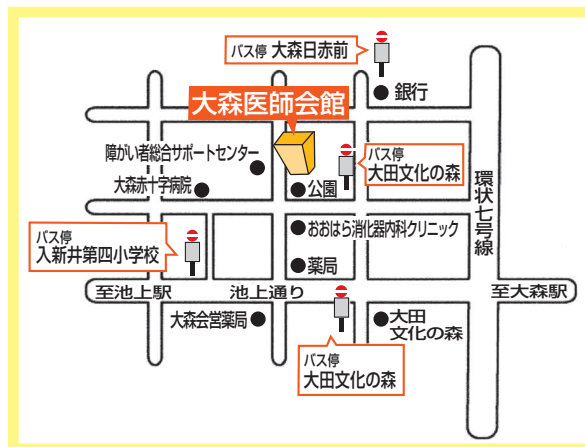 バス停 大森日赤前
銀行
大森医師会館
障がい者総合サポートセンター
大森赤十字病院
公園
バス停
大田文化の森
環状七号線
おおはら消化器内科クリニック
バス停
入新井第四小学校
薬局
至池上駅
池上通り
至大森駅
大森会営薬局
大田
文化の森
バス停
大田文化の森